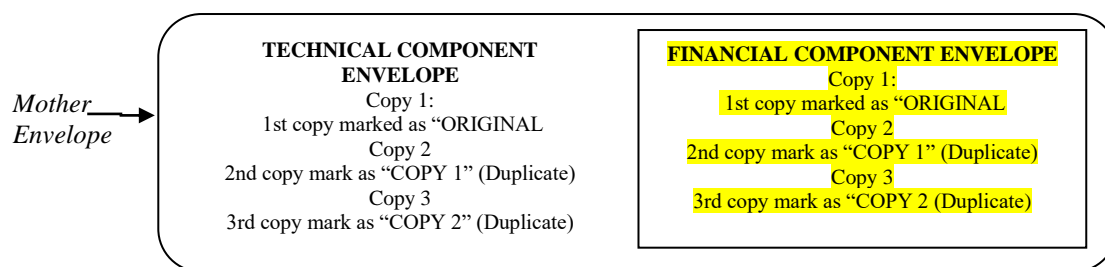 Mother
Envelope
TECHNICAL COMPONENT
ENVELOPE
Copy 1:
1st copy marked as “ORIGINAL
Copy 2
2nd copy mark as “COPY 1” (Duplicate)
Copy 3
3rd copy mark as “COPY 2” (Duplicate)
FINANCIAL COMPONENT ENVELOPE
Copy 1:
1st copy marked as “ORIGINAL
Copy 2
2nd copy mark as “COPY 1” (Duplicate)
Copy 3
3rd copy mark as “COPY 2 (Duplicate)